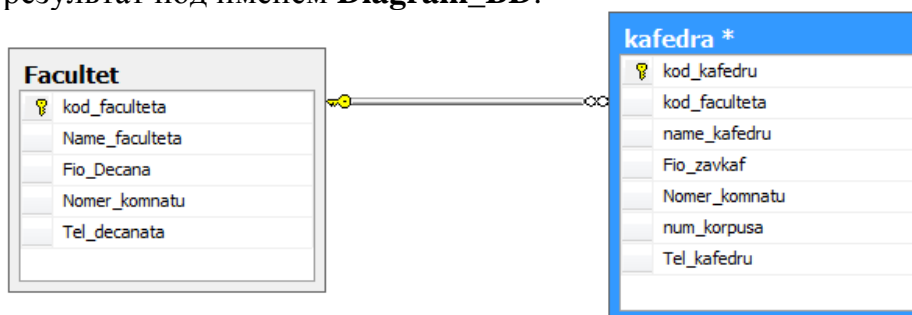 результат под именем Diagram_BD.
Facultet
kod_faculteta
Name_faculteta
Fio_Decana
Nomer_komnatu
Tel_decanata
kafedra *
kod_kafedru
kod_faculteta
name_kafedru
Fio_zavkaf
Nomer_komnatu
num_korpusa
Tel_kafedru